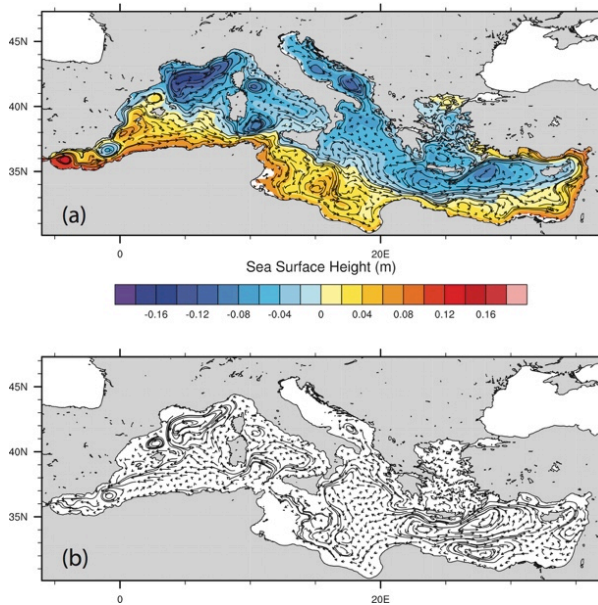 45N
40N
35N
(a)
0
20E
Sea Surface Height (m)
-0.16 -0.12 -0.08 -0.04 0 0.04 0.08 0.12 0.16
45N
40N
35N
(b)
0
20E